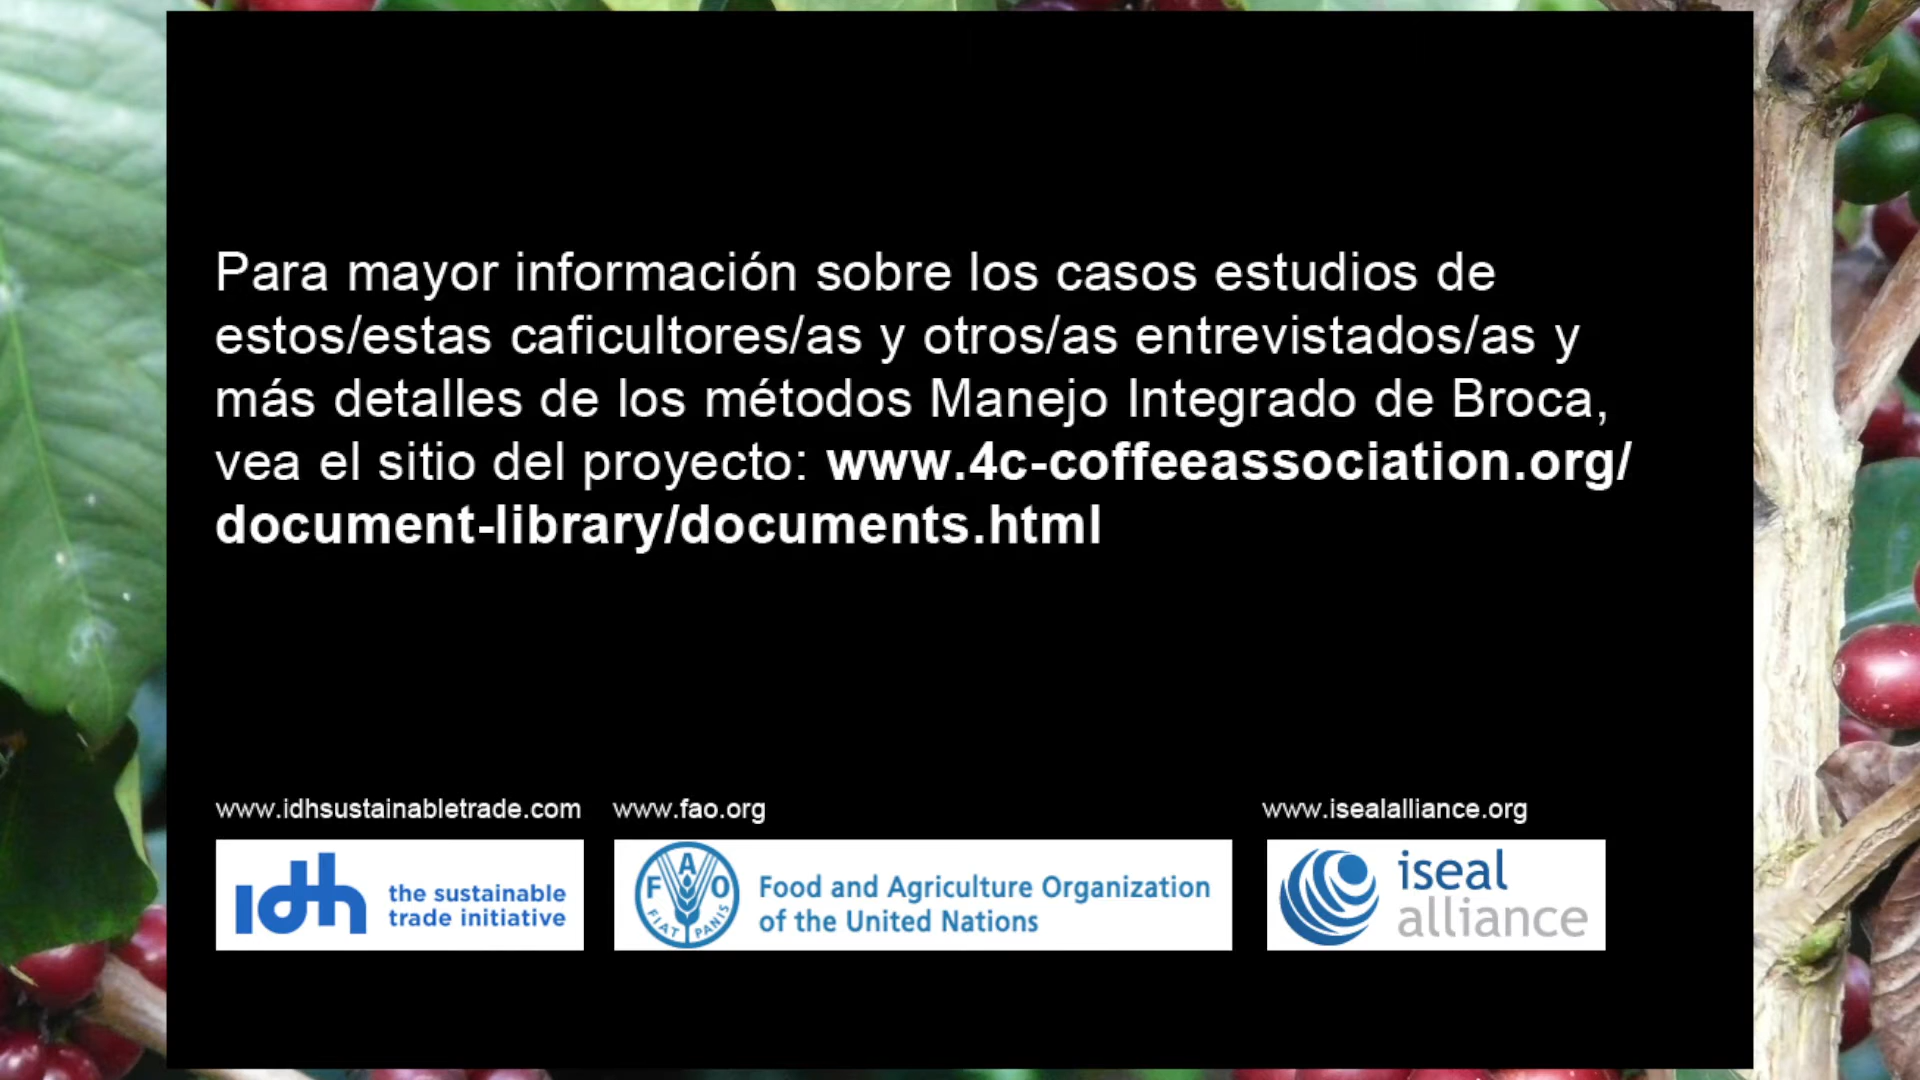 Para mayor información sobre los casos estudios de
estos/estas caficultores/as y otros/as entrevistados/as y
más detalles de los métodos Manejo Integrado de Broca,
vea el sitio del proyecto: www.4c-coffeeassociation.org/
document-library/documents.html
www.idhsustainabletrade.com
www.fao.org
www.isealalliance.org
idh
the sustainable
trade initiative
FAO
FIAT PANIS
Food and Agriculture Organization
of the United Nations
iseal
alliance